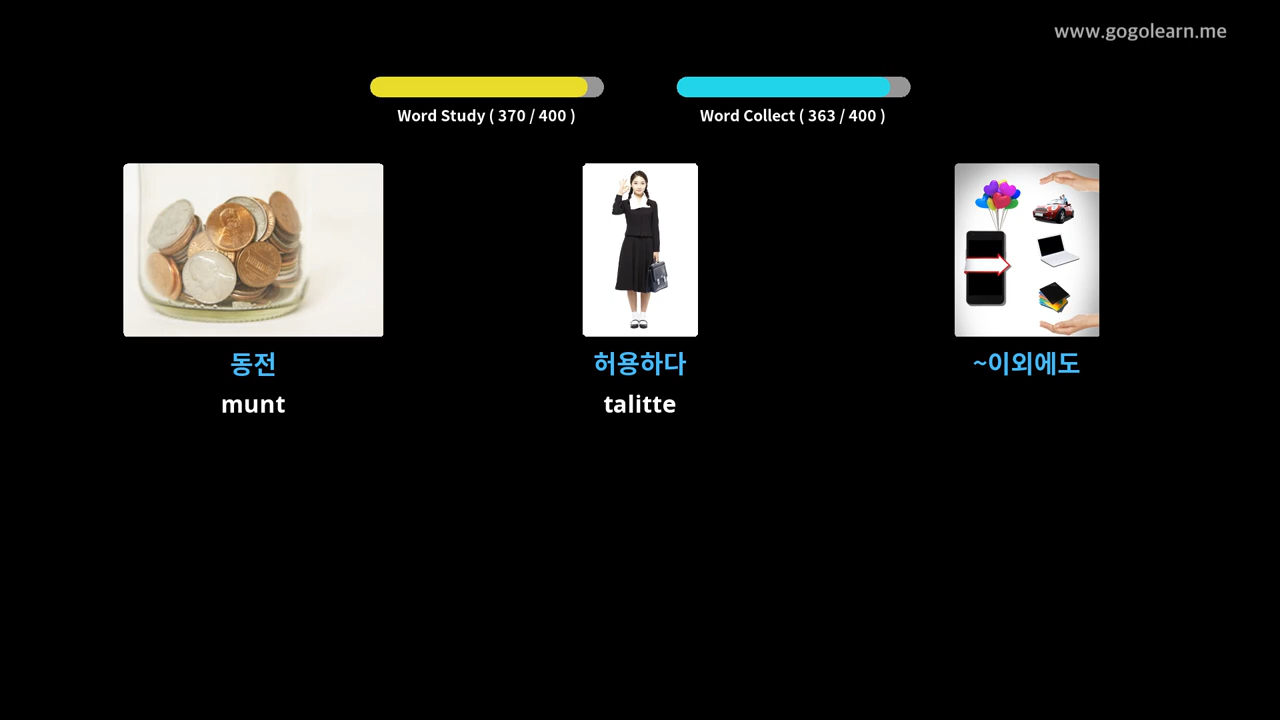 www.gogolearn.me
Word Study ( 370 / 400 )
Word Collect ( 363 / 400 )
동전
허용하다
~이외에도
munt
talitte